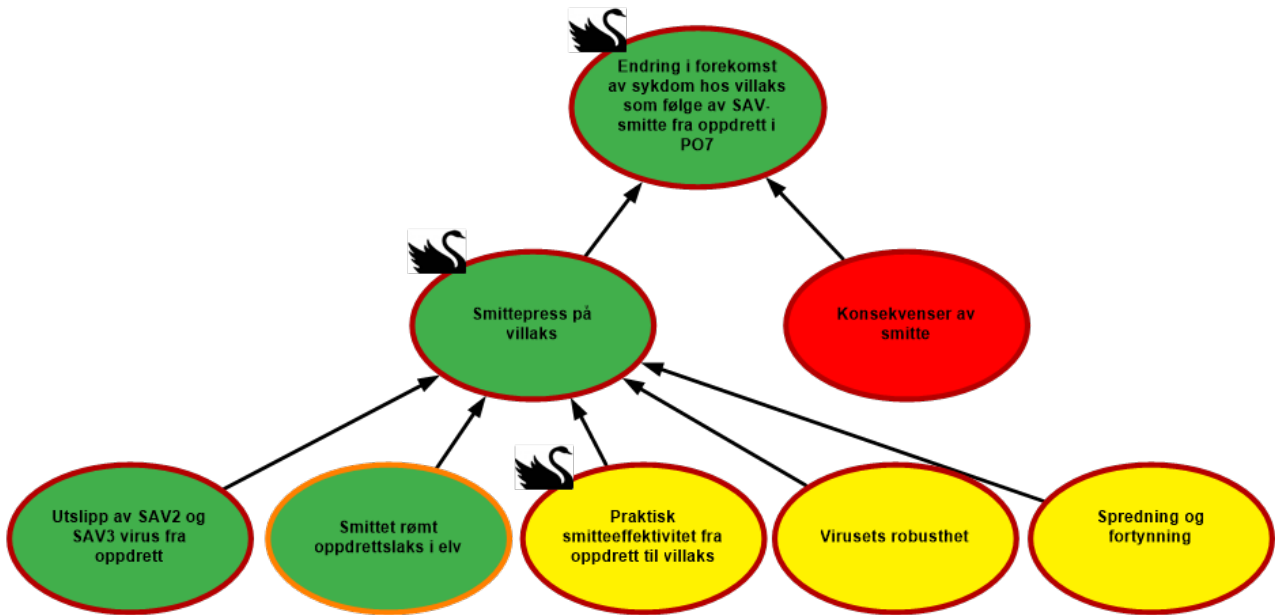 Endring i forekomst
av sykdom hos villaks
som følge av SAV-
smitte fra oppdrett i
PO7
Smittepress på
villaks
Konsekvenser av
smitte
Utslipp av SAV2 og
SAV3 virus fra
oppdrett
Smittet rømt
oppdrettslaks i elv
Praktisk
smitteeffektivitet fra
oppdrett til villaks
Virusets robusthet
Spredning og
fortynning